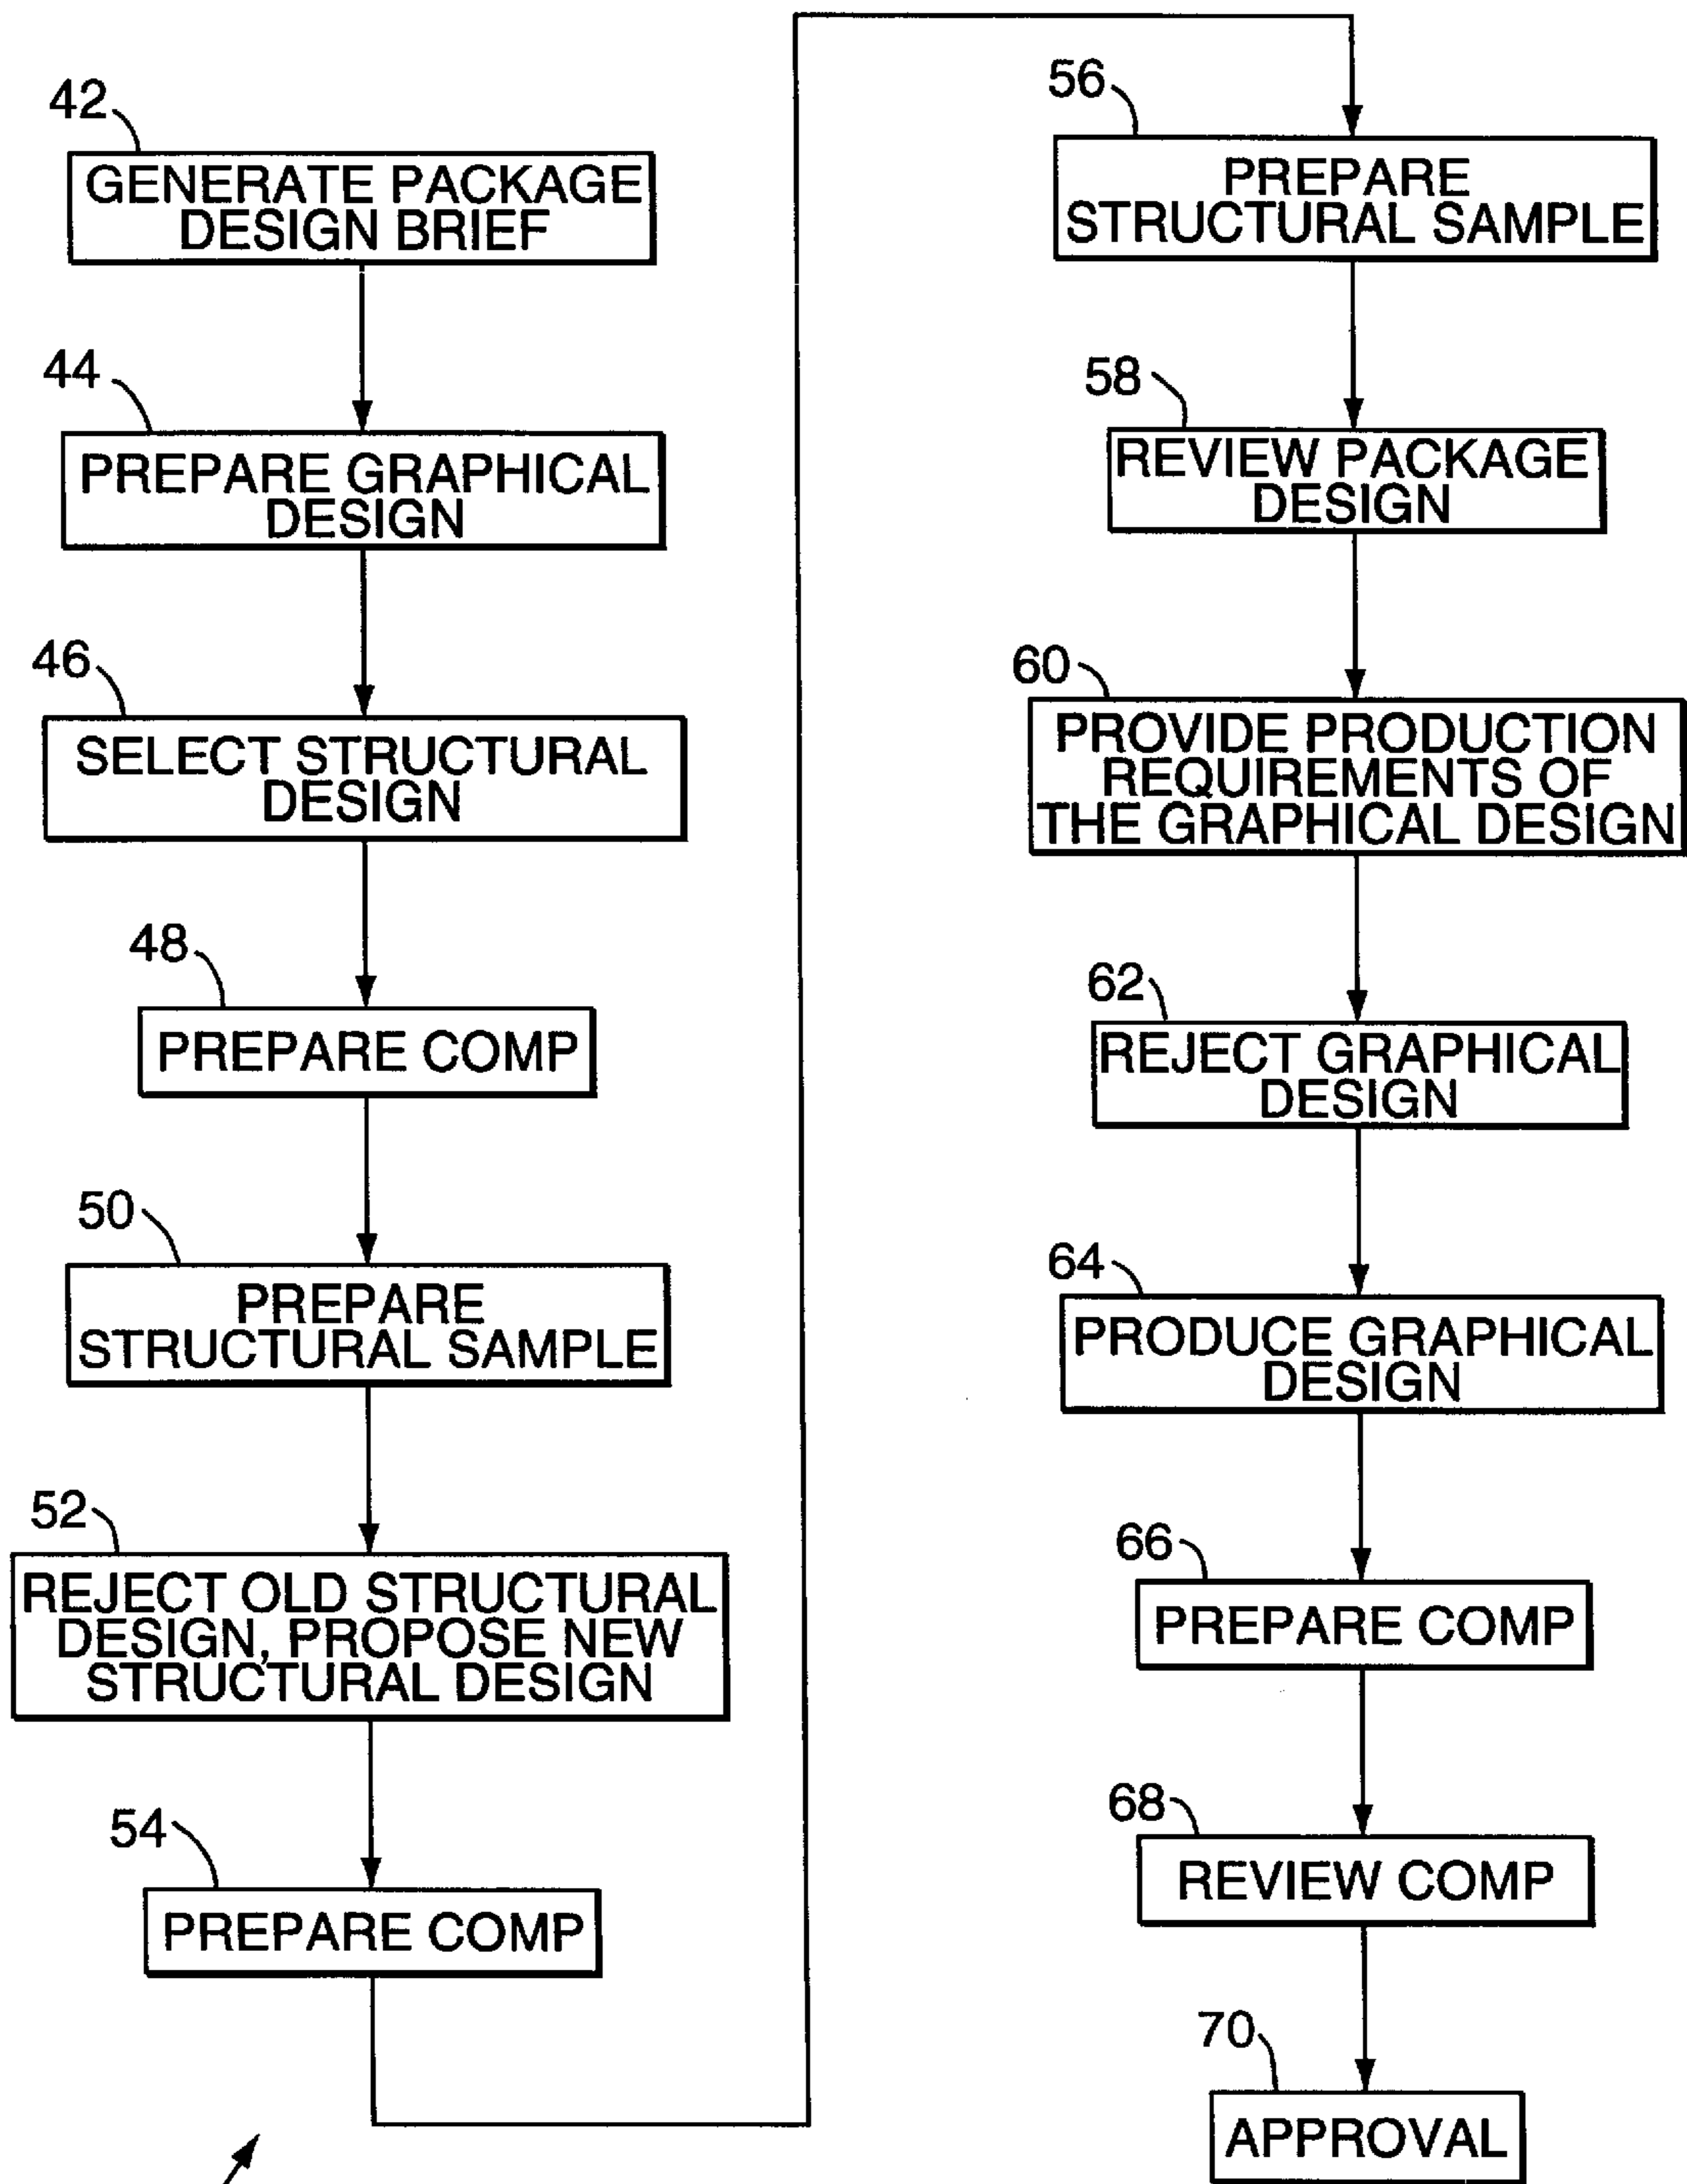 42
GENERATE PACKAGE
DESIGN BRIEF
44
PREPARE GRAPHICAL
DESIGN
46
SELECT STRUCTURAL
DESIGN
48
PREPARE COMP
50
PREPARE
STRUCTURAL SAMPLE
52
REJECT OLD STRUCTURAL
DESIGN, PROPOSE NEW
STRUCTURAL DESIGN
54
PREPARE COMP
56
PREPARE
STRUCTURAL SAMPLE
58
REVIEW PACKAGE
DESIGN
60
PROVIDE PRODUCTION
REQUIREMENTS OF
THE GRAPHICAL DESIGN
62
REJECT GRAPHICAL
DESIGN
64
PRODUCE GRAPHICAL
DESIGN
66
PREPARE COMP
68
REVIEW COMP
70
APPROVAL